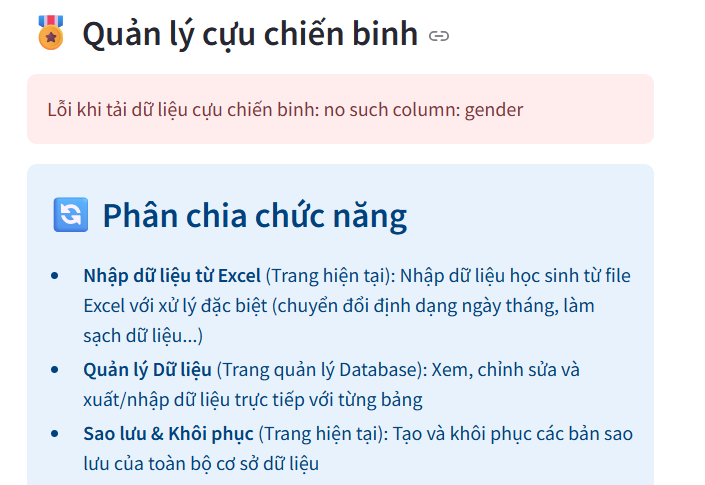 Quản lý cựu chiến binh
Lỗi khi tải dữ liệu cựu chiến binh: no such column: gender
Phân chia chức năng
• Nhập dữ liệu từ Excel (Trang hiện tại): Nhập dữ liệu học sinh từ file
Excel với xử lý đặc biệt (chuyển đổi định dạng ngày tháng, làm
sạch dữ liệu...)
• Quản lý Dữ liệu (Trang quản lý Database): Xem, chỉnh sửa và
xuất/nhập dữ liệu trực tiếp với từng bảng
• Sao lưu & Khôi phục (Trang hiện tại): Tạo và khôi phục các bản sao
lưu của toàn bộ cơ sở dữ liệu